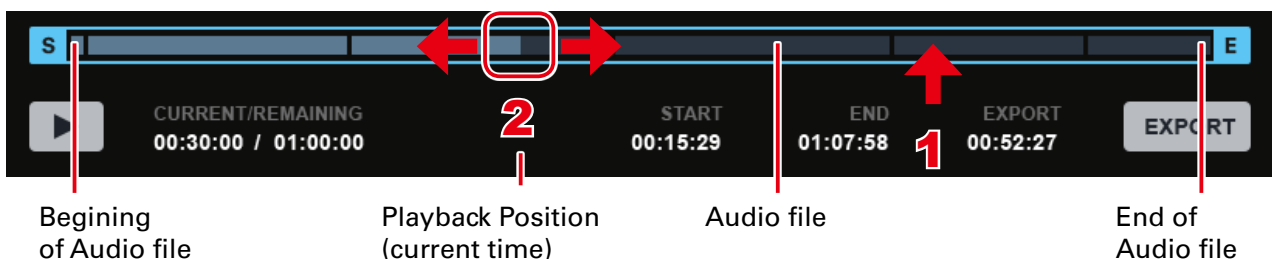 S E
CURRENT/REMAINING START END EXPORT
00:30:00 / 01:00:00 00:15:29 01:07:58 00:52:27
EXPORT
2 1
Begining
of Audio file
Playback Position
(current time)
Audio file
End of
Audio file